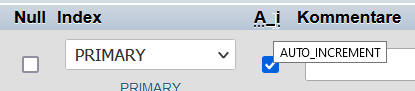 Null Index A_i Kommentare
PRIMARY AUTO_INCREMENT
PRIMARY